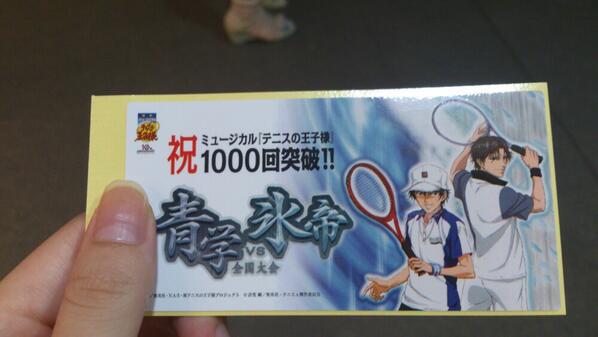 祝
ミュージカル『テニスの王子様』
1000回突破!!
青学
VS
氷帝
全国大会